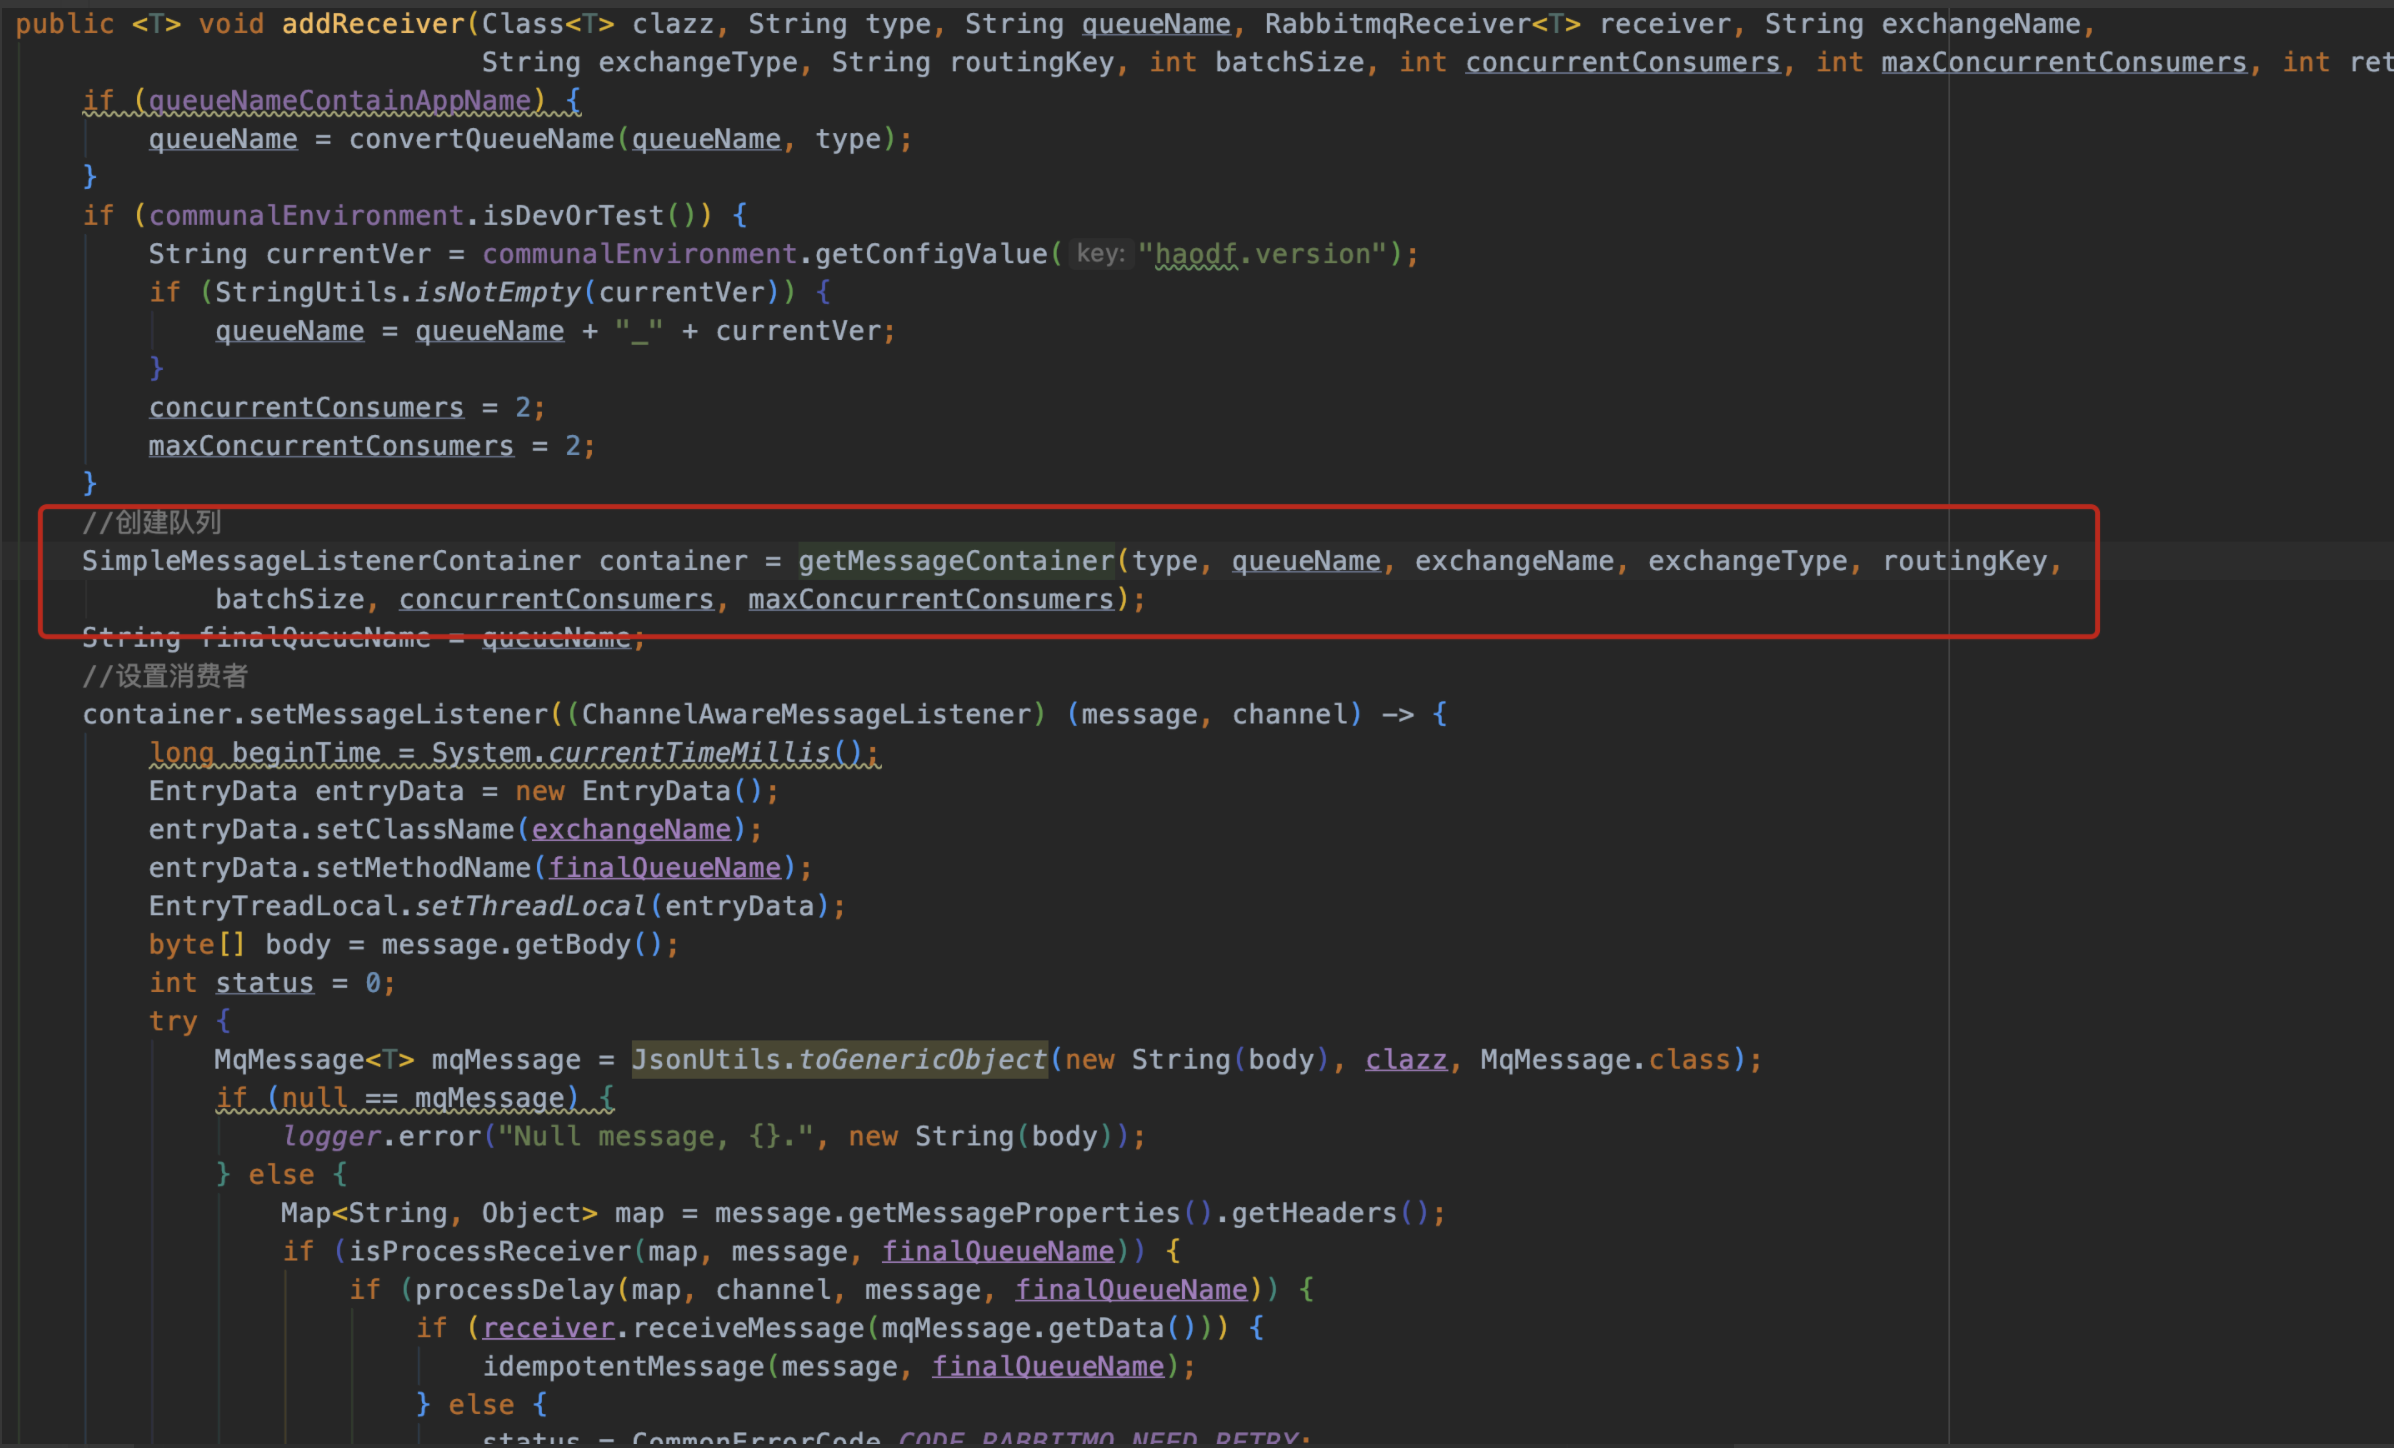 public <T> void addReceiver(Class<T> clazz, String type, String queueName, RabbitmqReceiver<T> receiver, String exchangeName,
String exchangeType, String routingKey, int batchSize, int concurrentConsumers, int maxConcurrentConsumers, int ret
if (queueNameContainAppName) {
queueName = convertQueueName(queueName, type);
}
if (communalEnvironment.isDevOrTest()) {
String currentVer = communalEnvironment.getConfigValue( key: "haodf.version");
if (StringUtils.isNotEmpty(currentVer)) {
queueName = queueName + "_" + currentVer;
}
concurrentConsumers = 2;
maxConcurrentConsumers = 2;
}
//创建队列
SimpleMessageListenerContainer container = getMessageContainer(type, queueName, exchangeName, exchangeType, routingKey,
batchSize, concurrentConsumers, maxConcurrentConsumers);
String finalQueueName = queueName;
//设置消费者
container.setMessageListener((ChannelAwareMessageListener) (message, channel) -> {
long beginTime = System.currentTimeMillis();
EntryData entryData = new EntryData();
entryData.setClassName(exchangeName);
entryData.setMethodName(finalQueueName);
EntryTreadLocal.setThreadLocal(entryData);
byte[] body = message.getBody();
int status = 0;
try {
MqMessage<T> mqMessage = JsonUtils.toGenericObject(new String(body), clazz, MqMessage.class);
if (null == mqMessage) {
logger.error("Null message, {}.", new String(body));
} else {
Map<String, Object> map = message.getMessageProperties().getHeaders();
if (isProcessReceiver(map, message, finalQueueName)) {
if (processDelay(map, channel, message, finalQueueName)) {
if (receiver.receiveMessage(mqMessage.getData())) {
idempotentMessage(message, finalQueueName);
} else {
status = CommonErrorCode.CODE_RABBITMQ_NEED_RETRY;